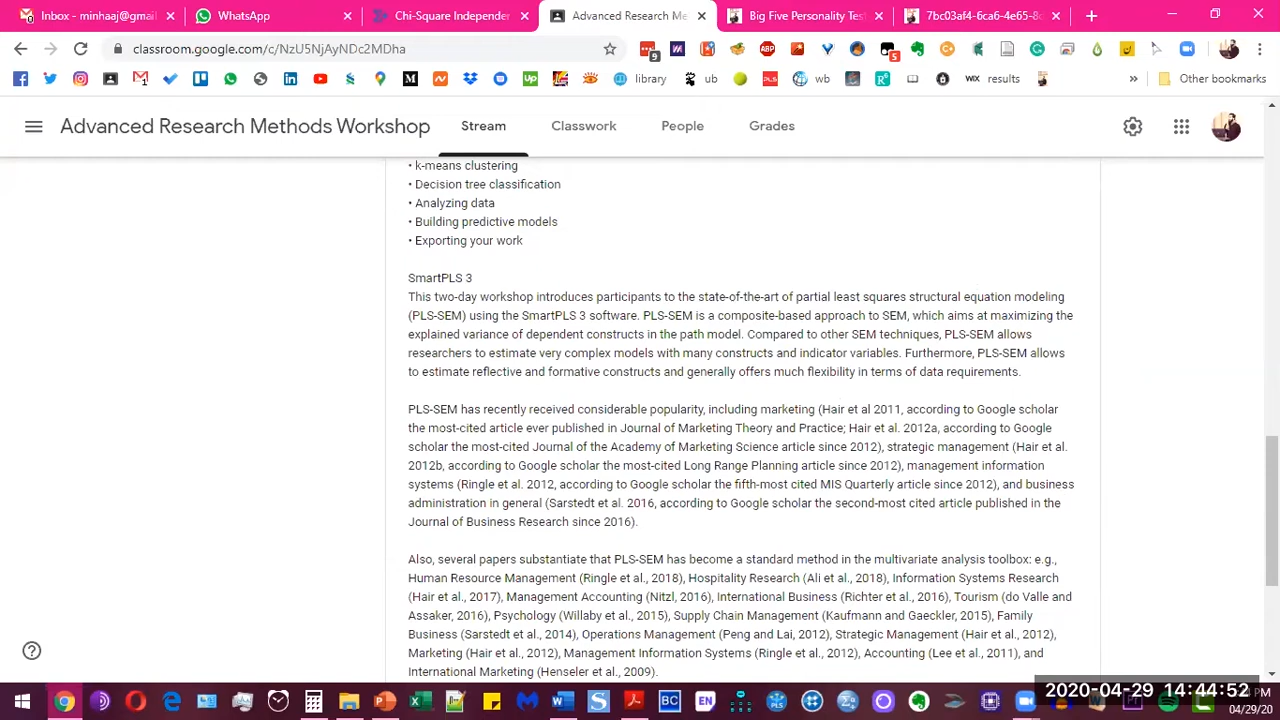 Inbox - minhaaj@gmail
WhatsApp
Chi-Square Independen
Advanced Research Me
Big Five Personality Tes
7bc03af4-6ca6-4e65-8
classroom.google.com/c/NzU5NjAyNDc2MDha
library
ub
wb
WIX results
Other bookmarks
Advanced Research Methods Workshop
Stream
Classwork
People
Grades
• k-means clustering
• Decision tree classification
• Analyzing data
• Building predictive models
• Exporting your work
SmartPLS 3
This two-day workshop introduces participants to the state-of-the-art of partial least squares structural equation modeling
(PLS-SEM) using the SmartPLS 3 software. PLS-SEM is a composite-based approach to SEM, which aims at maximizing the
explained variance of dependent constructs in the path model. Compared to other SEM techniques, PLS-SEM allows
researchers to estimate very complex models with many constructs and indicator variables. Furthermore, PLS-SEM allows
to estimate reflective and formative constructs and generally offers much flexibility in terms of data requirements.
PLS-SEM has recently received considerable popularity, including marketing (Hair et al 2011, according to Google scholar
the most-cited article ever published in Journal of Marketing Theory and Practice; Hair et al. 2012a, according to Google
scholar the most-cited Journal of the Academy of Marketing Science article since 2012), strategic management (Hair et al.
2012b, according to Google scholar the most-cited Long Range Planning article since 2012), management information
systems (Ringle et al. 2012, according to Google scholar the fifth-most cited MIS Quarterly article since 2012), and business
administration in general (Sarstedt et al. 2016, according to Google scholar the second-most cited article published in the
Journal of Business Research since 2016).
Also, several papers substantiate that PLS-SEM has become a standard method in the multivariate analysis toolbox: e.g.,
Human Resource Management (Ringle et al., 2018), Hospitality Research (Ali et al., 2018), Information Systems Research
(Hair et al., 2017), Management Accounting (Nitzl, 2016), International Business (Richter et al., 2016), Tourism (do Valle and
Assaker, 2016), Psychology (Willaby et al., 2015), Supply Chain Management (Kaufmann and Gaeckler, 2015), Family
Business (Sarstedt et al., 2014), Operations Management (Peng and Lai, 2012), Strategic Management (Hair et al., 2012),
Marketing (Hair et al., 2012), Management Information Systems (Ringle et al., 2012), Accounting (Lee et al., 2011), and
International Marketing (Henseler et al., 2009).
2020-04-29 14:44:52
PM
04/29/20